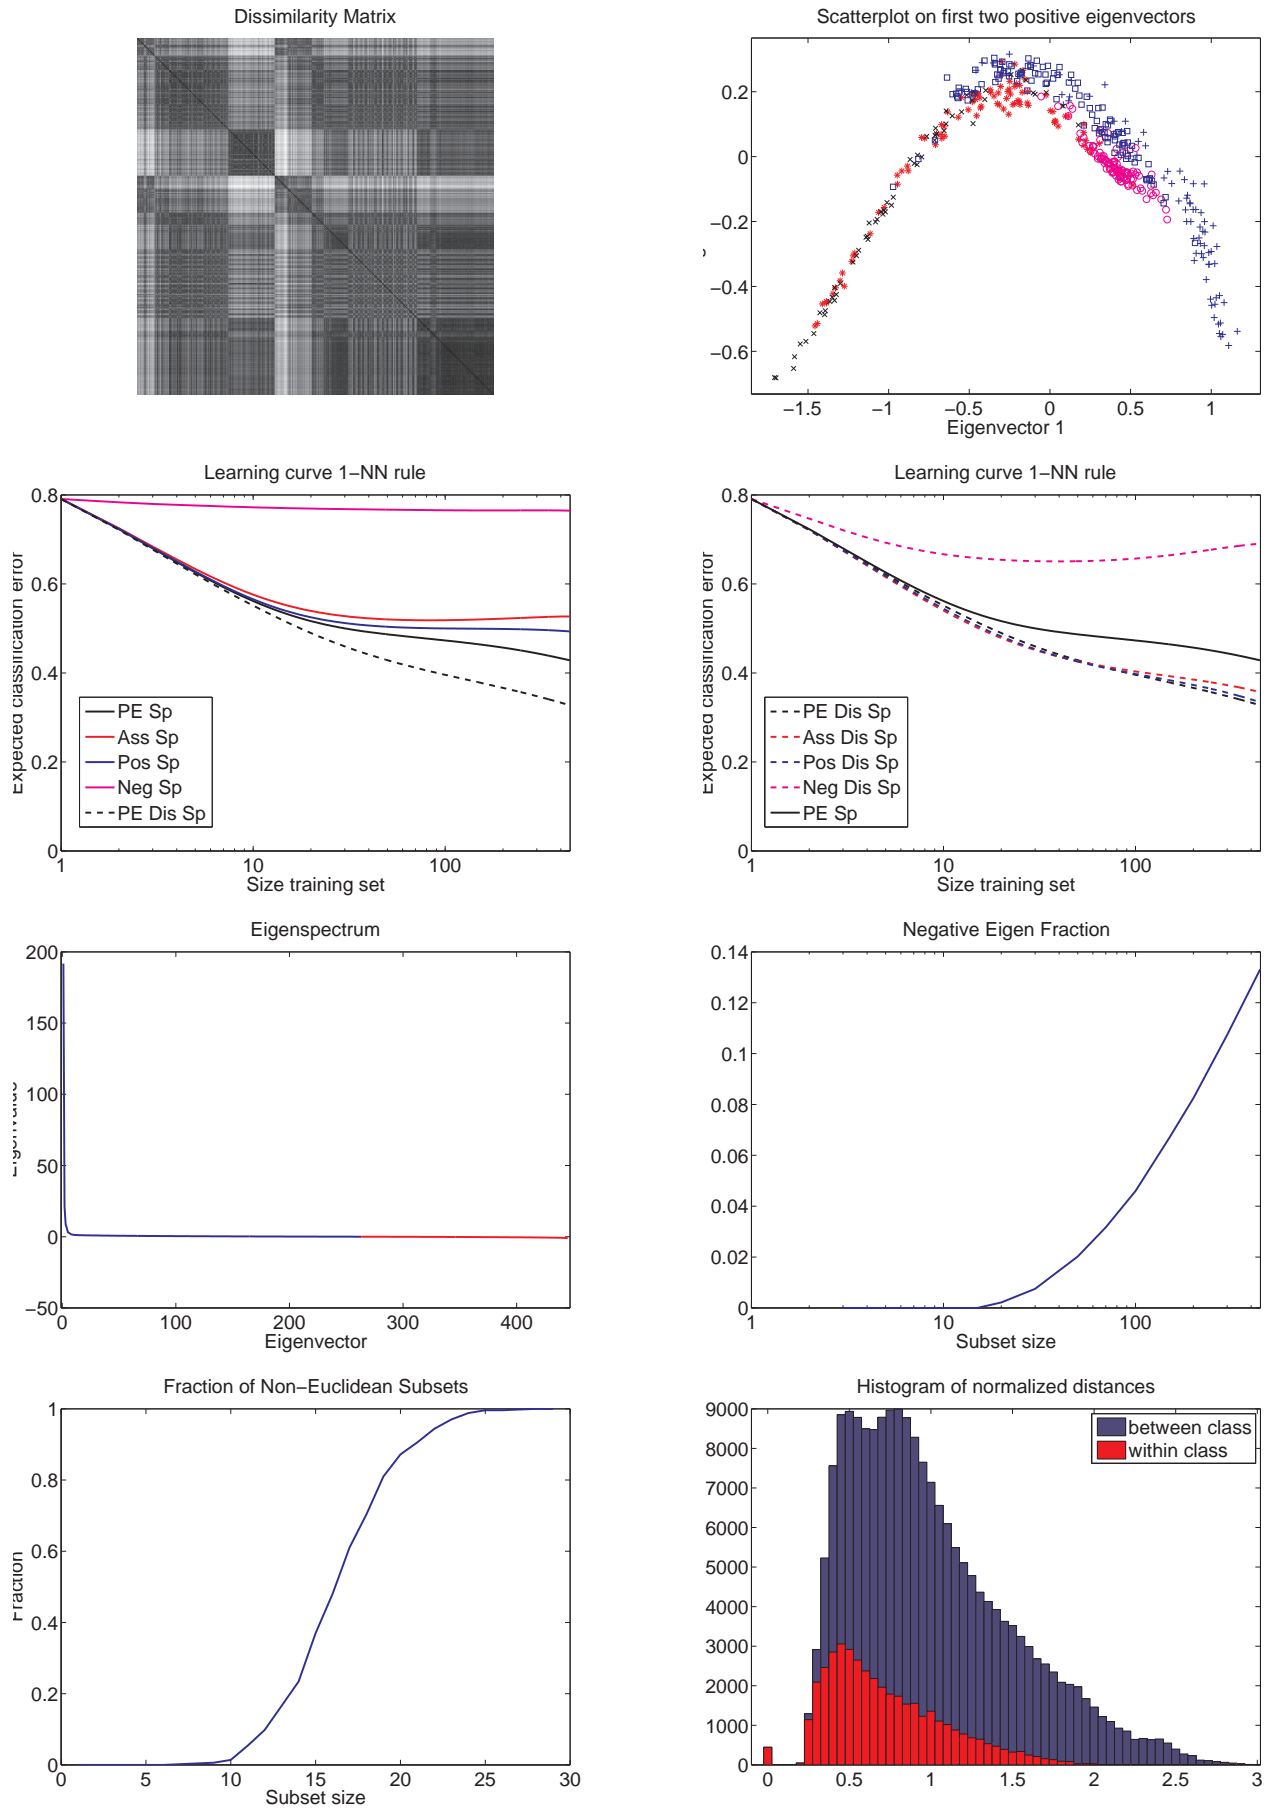 Dissimilarity Matrix
Scatterplot on first two positive eigenvectors
0.2
0
−0.2
−0.4
−0.6
−1.5 −1 −0.5 0 0.5 1
Eigenvector 1
Learning curve 1−NN rule
Expected classification error
0.8
0.6
0.4
0.2
0
PE Sp
Ass Sp
Pos Sp
Neg Sp
PE Dis Sp
1 10 100
Size training set
Learning curve 1−NN rule
Expected classification error
0.8
0.6
0.4
0.2
0
PE Dis Sp
Ass Dis Sp
Pos Dis Sp
Neg Dis Sp
PE Sp
1 10 100
Size training set
Eigenspectrum
Eigenvalue
200
150
100
50
0
−50
0 100 200 300 400
Eigenvector
Negative Eigen Fraction
0.14
0.12
0.1
0.08
0.06
0.04
0.02
0
1 10 100
Subset size
Fraction of Non−Euclidean Subsets
Fraction
1
0.8
0.6
0.4
0.2
0
0 5 10 15 20 25 30
Subset size
Histogram of normalized distances
9000
8000
7000
6000
5000
4000
3000
2000
1000
0
between class
within class
0 0.5 1 1.5 2 2.5 3